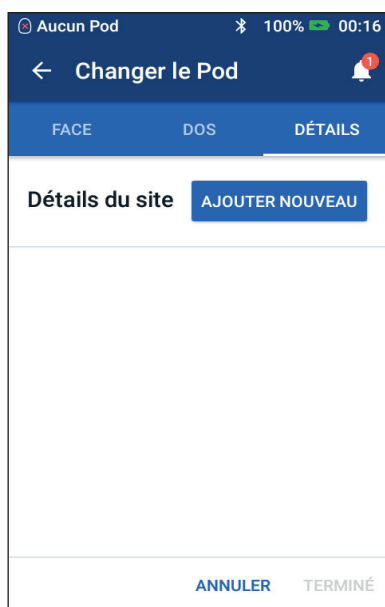 Aucun Pod 100% 00:16
Changer le Pod 1
FACE DOS DÉTAILS
Détails du site AJOUTER NOUVEAU
ANNULER TERMINÉ